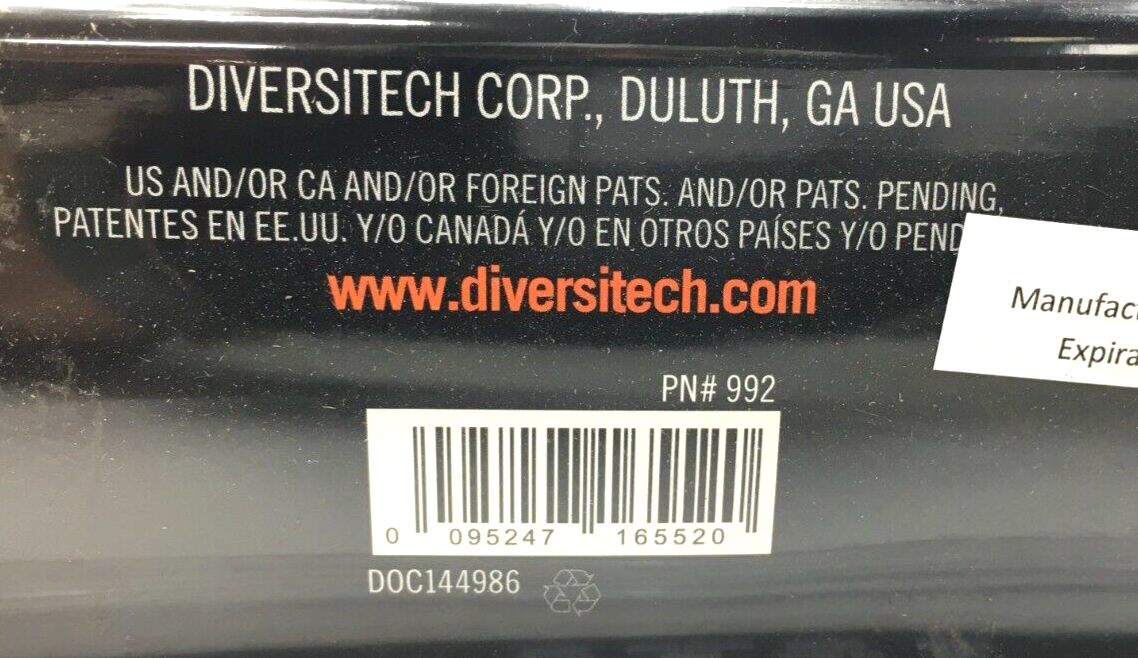 DIVERSITECH CORP., DULUTH, GA USA
US AND/OR CA AND/OR FOREIGN PATS. AND/OR PATS. PENDING,
PATENTES EN EE.UU. Y/O CANADÁ Y/O EN OTROS PAÍSES Y/O PEND
www.diversitech.com
Manufact
Expira
PN# 992
0 095247 165520
DOC144986